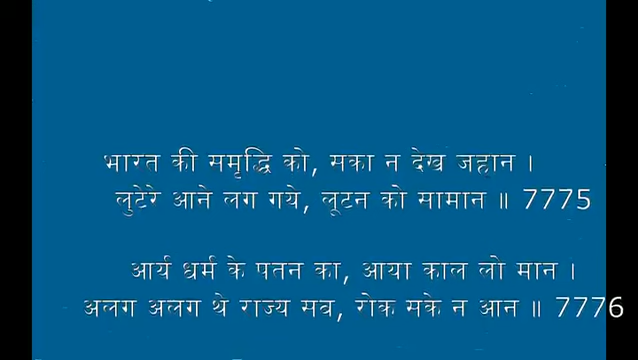 भारत की समृद्धि को, सका न देख जहान ।
लुटेरे आने लग गये, लूटन को सामान ॥ 7775
आर्य धर्म के पतन का, आया काल लो मान ।
अलग अलग थे राज्य सब, रोक सके न आन ॥ 7776